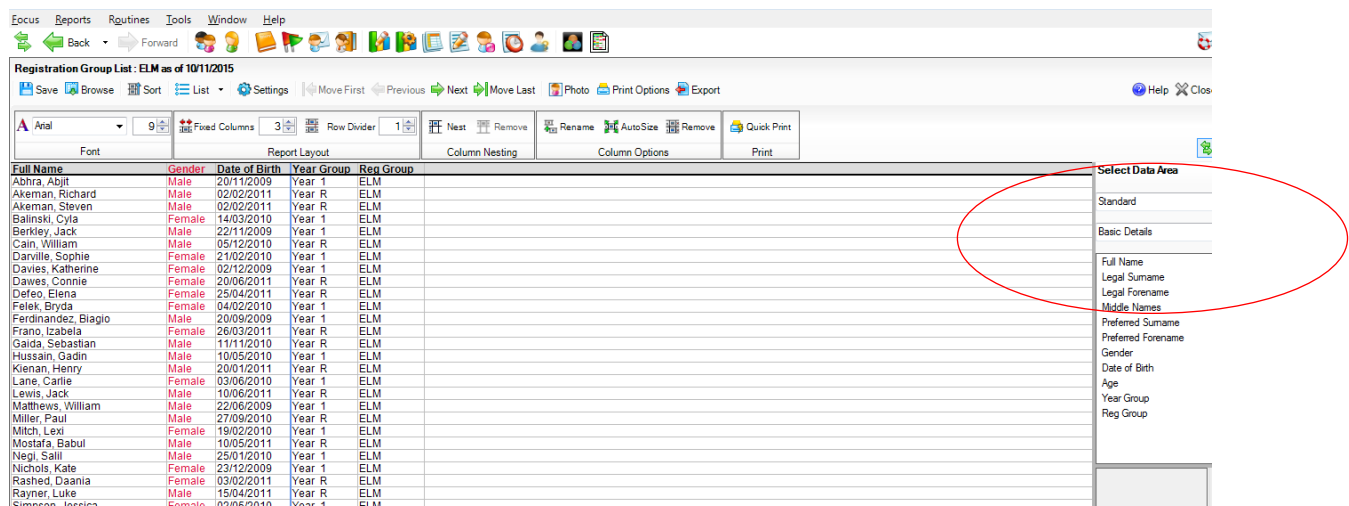 Focus Reports Routines Tools Window Help
Back Forward
Registration Group List : ELM as of 10/11/2015
Save Browse Sort List Settings Move First Previous Next Move Last Photo Print Options Export Help Close
A Arial 9 Fixed Columns 3 Row Divider 1 Nest Remove Rename AutoSize Remove Quick Print
Font Report Layout Column Nesting Column Options Print
Full Name Gender Date of Birth Year Group Reg Group
Abhra, Abjit Male 20/11/2009 Year 1 ELM
Akeman, Richard Male 02/02/2011 Year R ELM
Akeman, Steven Male 02/02/2011 Year R ELM
Balinski, Cyla Female 14/03/2010 Year 1 ELM
Berkley, Jack Male 22/11/2009 Year 1 ELM
Cain, William Male 05/12/2010 Year R ELM
Darville, Sophie Female 21/02/2010 Year 1 ELM
Davies, Katherine Female 02/12/2009 Year 1 ELM
Dawes, Connie Female 20/06/2011 Year R ELM
Defeo, Elena Female 25/04/2011 Year R ELM
Felek, Bryda Female 04/02/2010 Year 1 ELM
Ferdinandez, Biagio Male 20/09/2009 Year 1 ELM
Frano, Izabela Female 26/03/2011 Year R ELM
Gaida, Sebastian Male 11/11/2010 Year R ELM
Hussain, Gadin Male 10/05/2010 Year 1 ELM
Kienan, Henry Male 20/01/2011 Year R ELM
Lane, Carlie Female 03/06/2010 Year 1 ELM
Lewis, Jack Male 10/06/2011 Year R ELM
Matthews, William Male 22/06/2009 Year 1 ELM
Miller, Paul Male 27/09/2010 Year R ELM
Mitch, Lexi Female 19/02/2010 Year 1 ELM
Mostafa, Babul Male 10/05/2011 Year R ELM
Negi, Salil Male 25/01/2010 Year 1 ELM
Nichols, Kate Female 23/12/2009 Year 1 ELM
Rashed, Daania Female 03/02/2011 Year R ELM
Rayner, Luke Male 15/04/2011 Year R ELM
Simpson, Jessica Female 02/05/2010 Year 1 ELM
Select Data Area
Standard
Basic Details
Full Name
Legal Surname
Legal Forename
Middle Names
Preferred Surname
Preferred Forename
Gender
Date of Birth
Age
Year Group
Reg Group